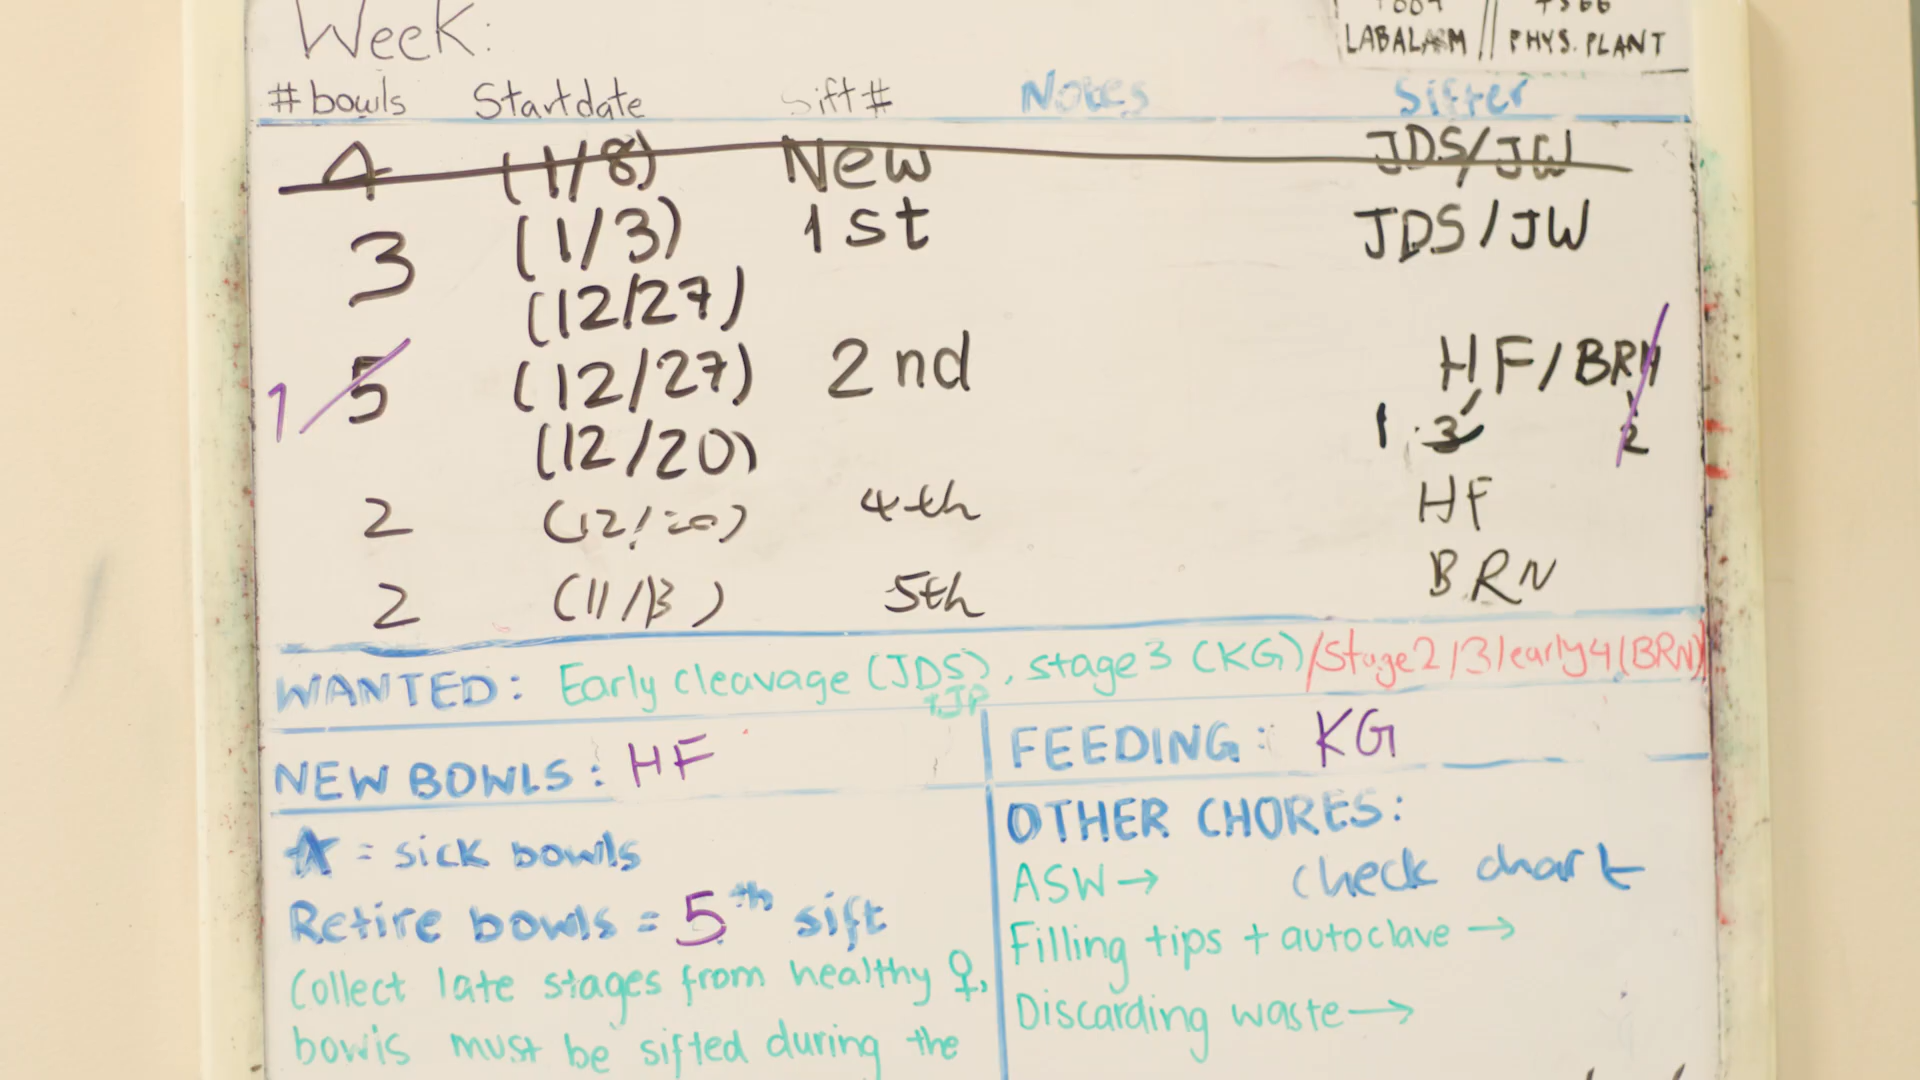 Week:
LABALARM // PHYS. PLANT
# bowls Start date Sift # Notes Sifter
4 (1/8) New JDS/JW
3 (1/3) 1st JDS/JW
(12/27)
1 5 (12/27) 2nd HF/BRN
(12/20) 1 3 2
2 (12/20) 4th HF
2 (11/13) 5th BRN
WANTED: Early cleavage (JDS), stage 3 (KG)/stage 2/3/early 4 (BRN)
+JP
NEW BOWLS: HF
☆ = sick bowls
Retire bowls = 5th sift
Collect late stages from healthy ♀,
bowls must be sifted during the
FEEDING: KG
OTHER CHORES:
ASW → check chart
Filling tips + autoclave →
Discarding waste →